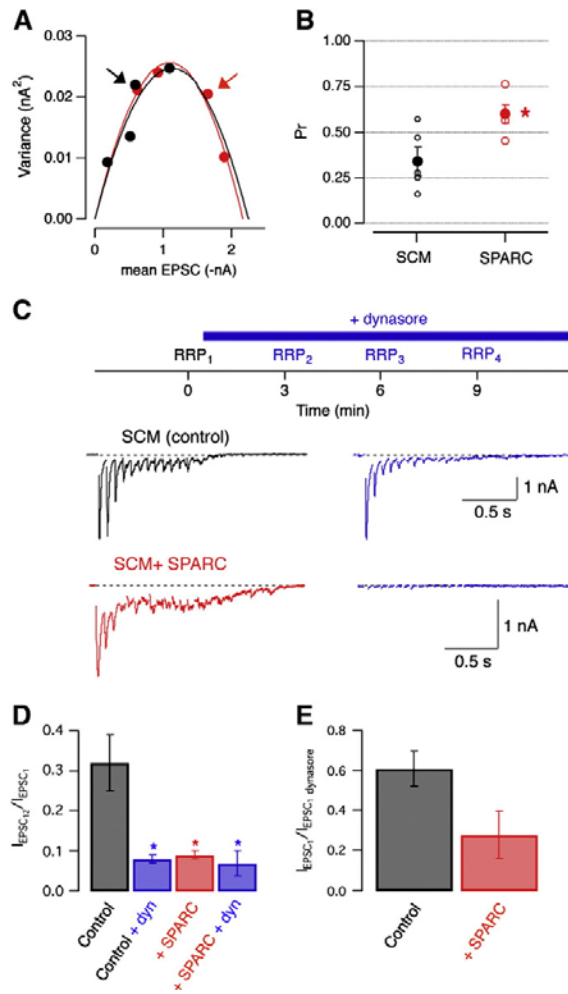 A
0.03
0.02
0.01
0.00
Variance (nA²)
0
1
2
mean EPSC (-nA)
B
1.00
0.75
0.50
0.25
0.00
Pr
*
SCM
SPARC
C
+ dynasore
RRP₁
RRP₂
RRP₃
RRP₄
0
3
6
9
Time (min)
SCM (control)
1 nA
0.5 s
SCM+ SPARC
1 nA
0.5 s
D
0.4
0.3
0.2
0.1
0.0
I_EPSC₁₂/I_EPSC₁
* * *
Control
Control + dyn
+ SPARC
+ SPARC + dyn
E
0.8
0.6
0.4
0.2
0.0
I_EPSC₁/I_EPSC₁ dynasore
Control
+ SPARC